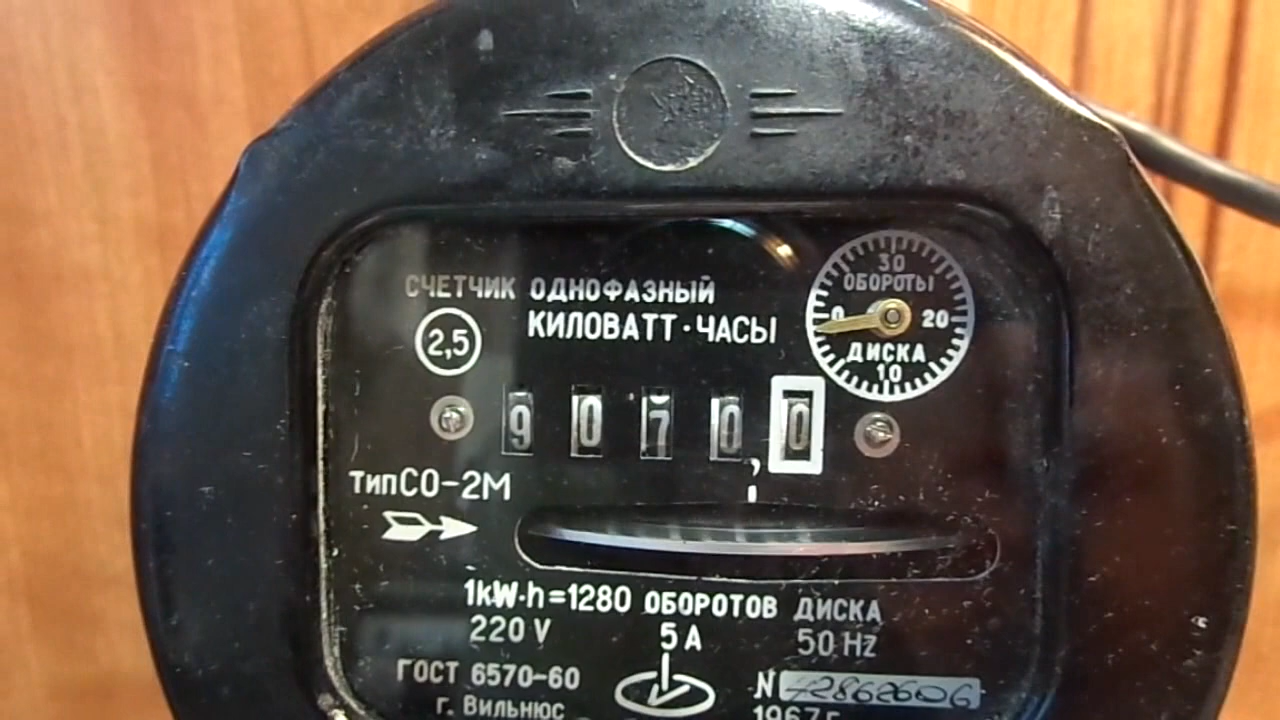 СЧЕТЧИК ОДНОФАЗНЫЙ
КИЛОВАТТ·ЧАСЫ
2,5
30
ОБОРОТЫ
0 20
ДИСКА
10
9 0 7 0 , 0
ТипСО-2М
1kW·h=1280 ОБОРОТОВ ДИСКА
220 V 5 A 50 Hz
ГОСТ 6570-60
г. Вильнюс
N
1967 г.